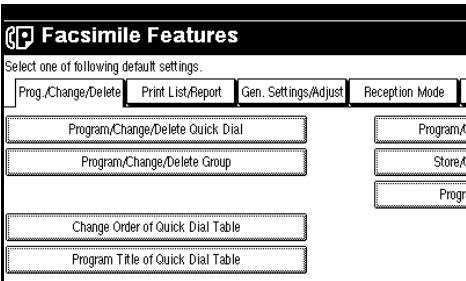 Facsimile Features
Select one of following default settings.
Prog./Change/Delete Print List/Report Gen. Settings/Adjust Reception Mode
Program/Change/Delete Quick Dial Program/
Program/Change/Delete Group Store/
Change Order of Quick Dial Table
Program Title of Quick Dial Table